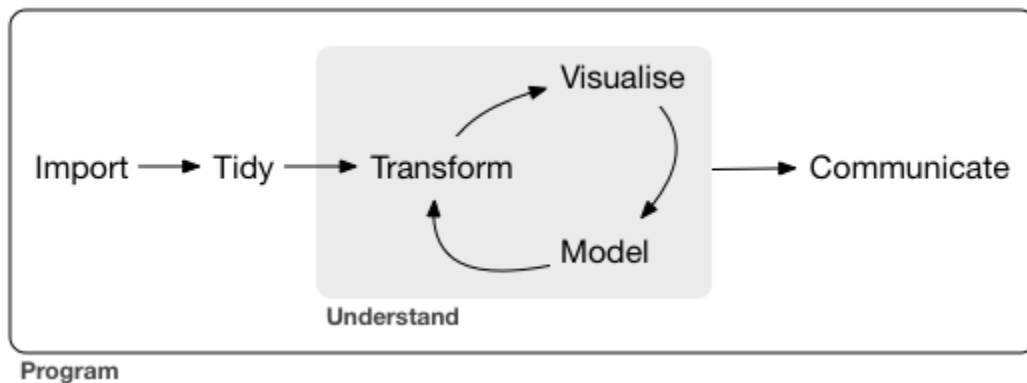 Visualise
Import
Tidy
Transform
Communicate
Model
Understand
Program